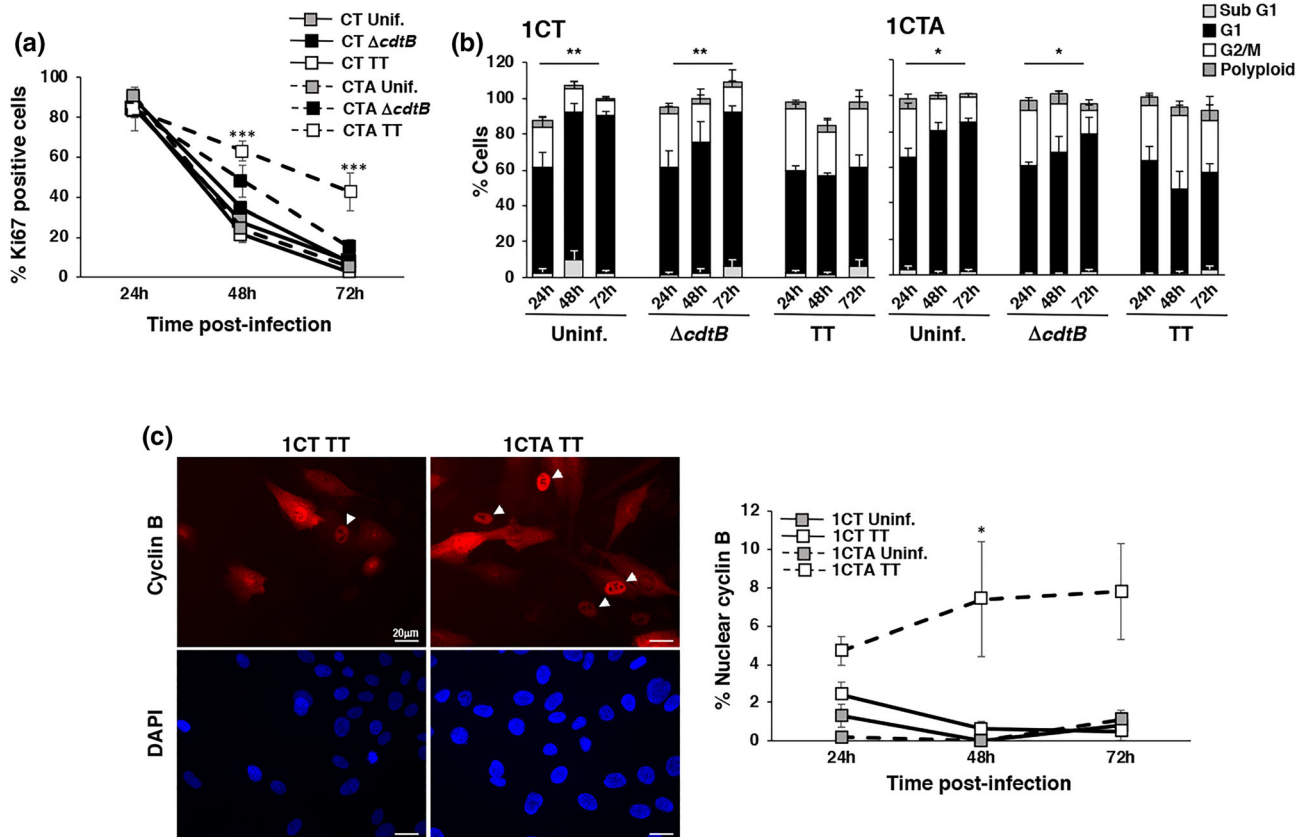 (a)
CT Unif.
CT ΔcdtB
CT TT
CTA Unif.
CTA ΔcdtB
CTA TT
% Ki67 positive cells
100
80
60
40
20
0
***
***
24h 48h 72h
Time post-infection
(b)
1CT
1CTA
Sub G1
G1
G2/M
Polyploid
** ** * *
% Cells
120
100
80
60
40
20
0
24h 48h 72h 24h 48h 72h 24h 48h 72h 24h 48h 72h 24h 48h 72h 24h 48h 72h
Uninf. ΔcdtB TT Uninf. ΔcdtB TT
(c)
1CT TT 1CTA TT
Cyclin B
20μm
DAPI
1CT Uninf.
1CT TT
1CTA Uninf.
1CTA TT
*
% Nuclear cyclin B
12
10
8
6
4
2
0
24h 48h 72h
Time post-infection